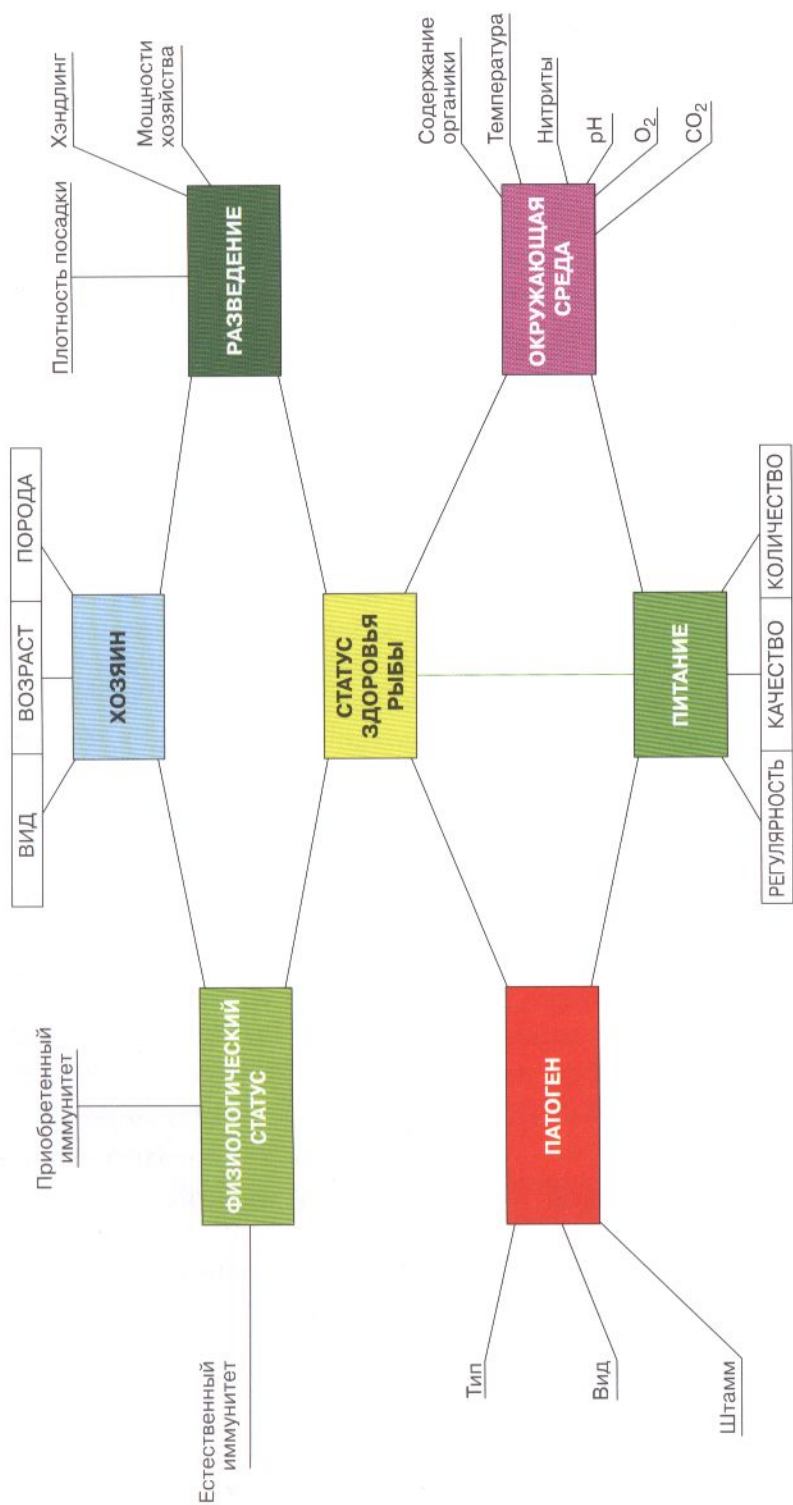 Приобретенный
иммунитет
Естественный
иммунитет
ФИЗИОЛОГИЧЕСКИЙ
СТАТУС
ВИД
ВОЗРАСТ
ПОРОДА
ХОЗЯИН
Плотность посадки
Хэндлинг
Мощности
хозяйства
РАЗВЕДЕНИЕ
СТАТУС
ЗДОРОВЬЯ
РЫБЫ
Тип
Вид
Штамм
ПАТОГЕН
ПИТАНИЕ
РЕГУЛЯРНОСТЬ
КАЧЕСТВО
КОЛИЧЕСТВО
ОКРУЖАЮЩАЯ
СРЕДА
Содержание
органики
Температура
Нитриты
pH
O₂
CO₂